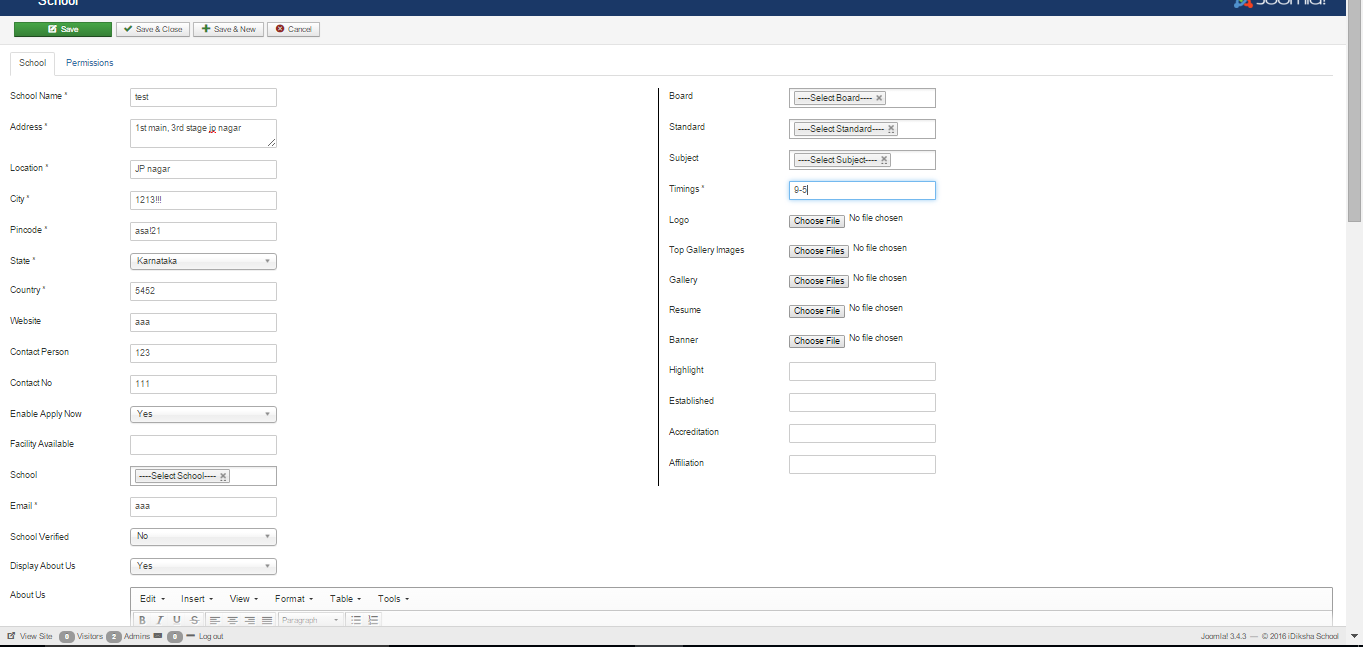 School
Joomla!
Save
Save & Close
Save & New
Cancel
School
Permissions
School Name *
test
Address *
1st main, 3rd stage jp nagar
Location *
JP nagar
City *
1213!!!
Pincode *
asa!21
State *
Karnataka
Country *
5452
Website
aaa
Contact Person
123
Contact No
111
Enable Apply Now
Yes
Facility Available
School
----Select School----
Email *
aaa
School Verified
No
Display About Us
Yes
About Us
Edit
Insert
View
Format
Table
Tools
B I U S
Paragraph
Board
----Select Board----
Standard
----Select Standard----
Subject
----Select Subject----
Timings *
9-5
Logo
Choose File No file chosen
Top Gallery Images
Choose Files No file chosen
Gallery
Choose Files No file chosen
Resume
Choose File No file chosen
Banner
Choose File No file chosen
Highlight
Established
Accreditation
Affiliation
View Site
Visitors
2 Admins
Log out
Joomla! 3.4.3 — © 2016 iDiksha School